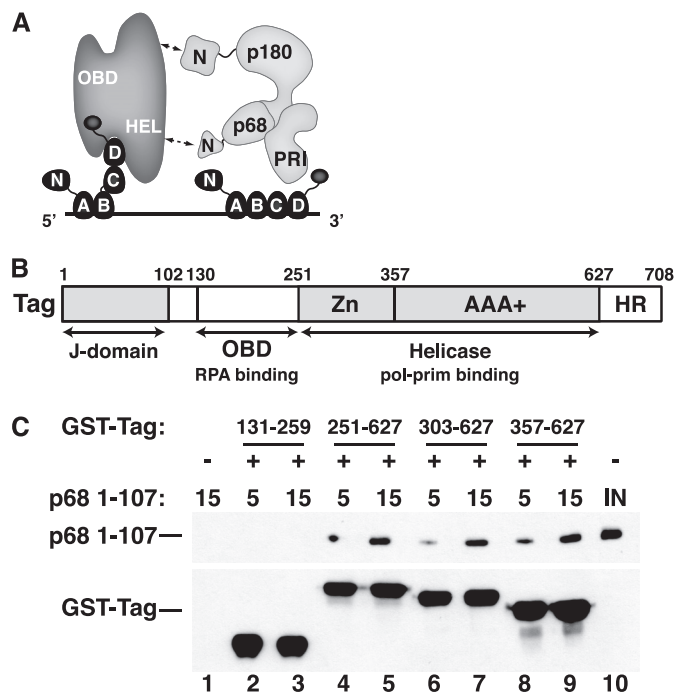 A
OBD
HEL
N
p180
N
p68
PRI
D
C
N
A B
N
A B C D
5’
3’
B
1 102 130 251 357 627 708
Tag Zn AAA+ HR
J-domain OBD Helicase
RPA binding pol-prim binding
C
GST-Tag: 131-259 251-627 303-627 357-627
- + + + + + + + + -
p68 1-107: 15 5 15 5 15 5 15 5 15 IN
p68 1-107
GST-Tag
1 2 3 4 5 6 7 8 9 10